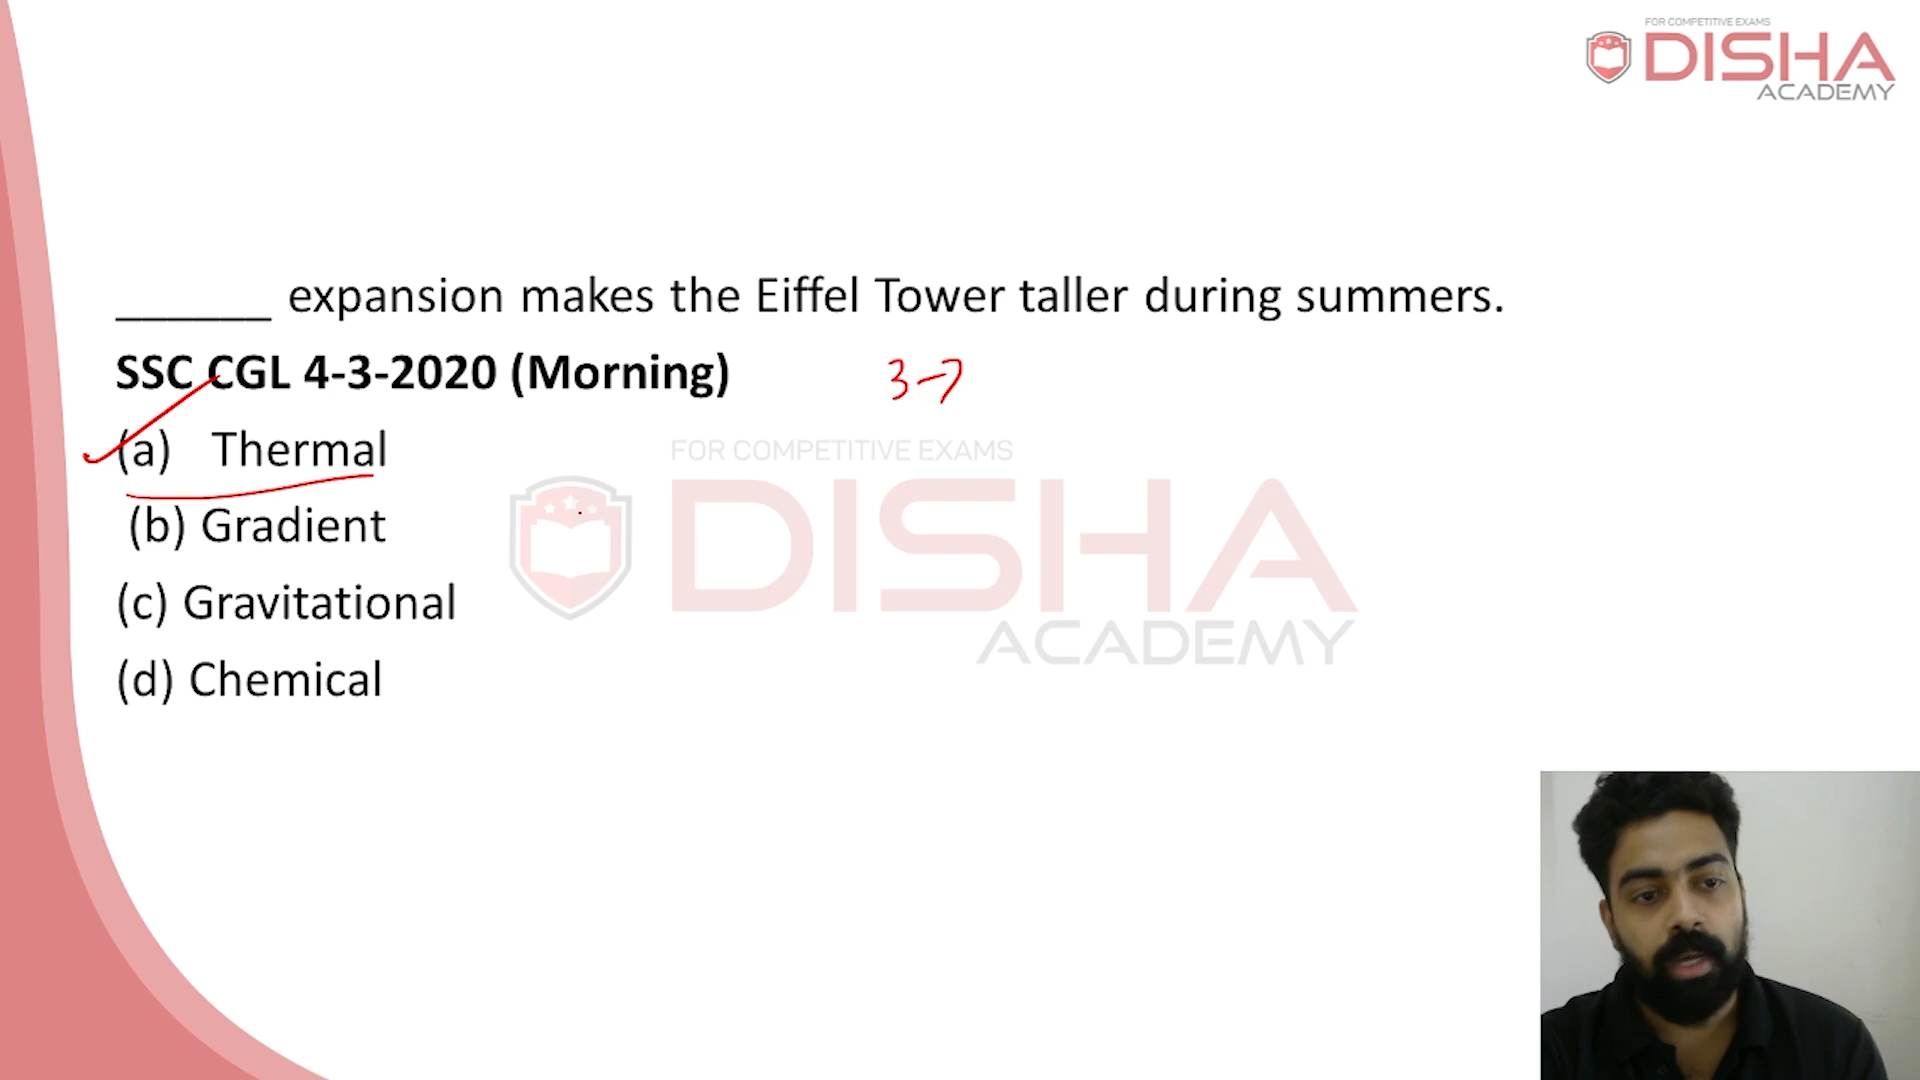 FOR COMPETITIVE EXAMS
DISHA
ACADEMY
______ expansion makes the Eiffel Tower taller during summers.
SSC CGL 4-3-2020 (Morning)
3-7
(a) Thermal
(b) Gradient
(c) Gravitational
(d) Chemical
FOR COMPETITIVE EXAMS
DISHA
ACADEMY